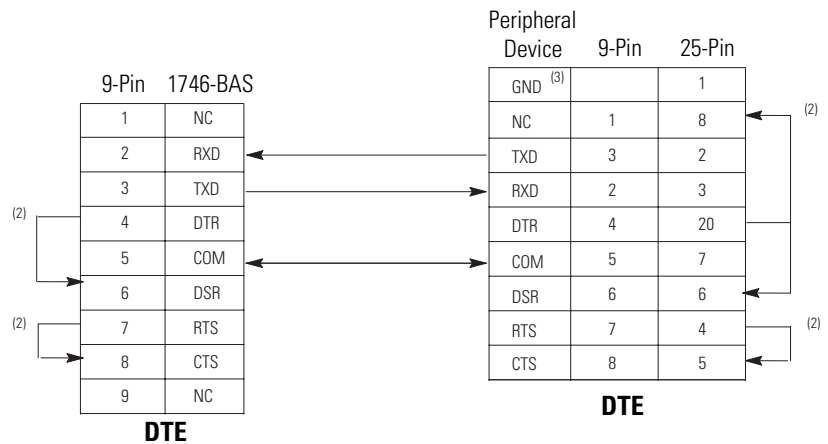 Peripheral
Device 9-Pin 25-Pin
GND (3) 1
NC 1 8
TXD 3 2
RXD 2 3
DTR 4 20
COM 5 7
DSR 6 6
RTS 7 4
CTS 8 5
(2)
(2)
DTE
9-Pin 1746-BAS
1 NC
2 RXD
3 TXD
4 DTR
5 COM
6 DSR
7 RTS
8 CTS
9 NC
(2)
(2)
DTE